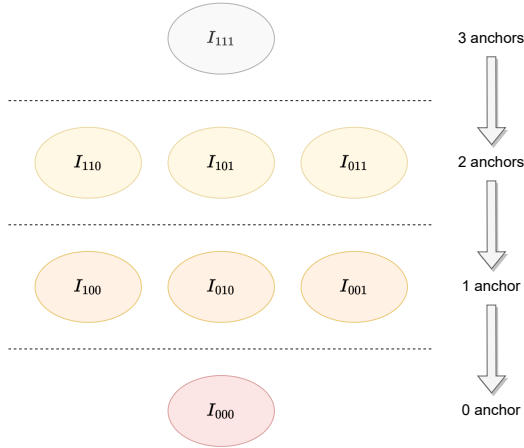 I₁₁₁ 3 anchors
I₁₁₀ I₁₀₁ I₀₁₁ 2 anchors
I₁₀₀ I₀₁₀ I₀₀₁ 1 anchor
I₀₀₀ 0 anchor